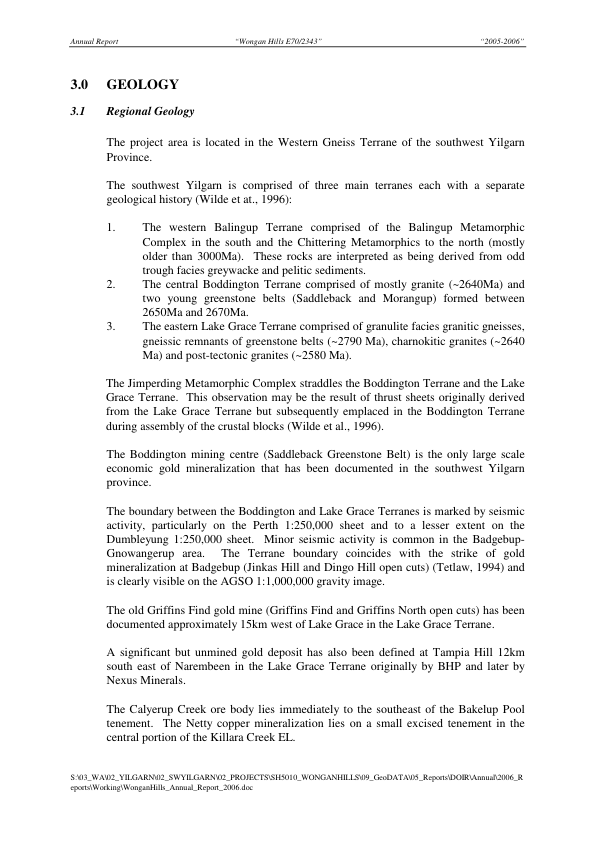 Annual Report "Wongan Hills E70/2343" "2005-2006"
3.0 GEOLOGY
3.1 Regional Geology
The project area is located in the Western Gneiss Terrane of the southwest Yilgarn
Province.
The southwest Yilgarn is comprised of three main terranes each with a separate
geological history (Wilde et at., 1996):
1. The western Balingup Terrane comprised of the Balingup Metamorphic
Complex in the south and the Chittering Metamorphics to the north (mostly
older than 3000Ma). These rocks are interpreted as being derived from odd
trough facies greywacke and pelitic sediments.
2. The central Boddington Terrane comprised of mostly granite (~2640Ma) and
two young greenstone belts (Saddleback and Morangup) formed between
2650Ma and 2670Ma.
3. The eastern Lake Grace Terrane comprised of granulite facies granitic gneisses,
gneissic remnants of greenstone belts (~2790 Ma), charnokitic granites (~2640
Ma) and post-tectonic granites (~2580 Ma).
The Jimperding Metamorphic Complex straddles the Boddington Terrane and the Lake
Grace Terrane. This observation may be the result of thrust sheets originally derived
from the Lake Grace Terrane but subsequently emplaced in the Boddington Terrane
during assembly of the crustal blocks (Wilde et al., 1996).
The Boddington mining centre (Saddleback Greenstone Belt) is the only large scale
economic gold mineralization that has been documented in the southwest Yilgarn
province.
The boundary between the Boddington and Lake Grace Terranes is marked by seismic
activity, particularly on the Perth 1:250,000 sheet and to a lesser extent on the
Dumbleyung 1:250,000 sheet. Minor seismic activity is common in the Badgebup-
Gnowangerup area. The Terrane boundary coincides with the strike of gold
mineralization at Badgebup (Jinkas Hill and Dingo Hill open cuts) (Tetlaw, 1994) and
is clearly visible on the AGSO 1:1,000,000 gravity image.
The old Griffins Find gold mine (Griffins Find and Griffins North open cuts) has been
documented approximately 15km west of Lake Grace in the Lake Grace Terrane.
A significant but unmined gold deposit has also been defined at Tampia Hill 12km
south east of Narembeen in the Lake Grace Terrane originally by BHP and later by
Nexus Minerals.
The Calyerup Creek ore body lies immediately to the southeast of the Bakelup Pool
tenement. The Netty copper mineralization lies on a small excised tenement in the
central portion of the Killara Creek EL.
S:\03_WA\02_YILGARN\02_SWYILGARN\02_PROJECTS\SH5010_WONGANHILLS\09_GeoDATA\05_Reports\DOIR\Annual\2006_R
eports\Working\WonganHills_Annual_Report_2006.doc